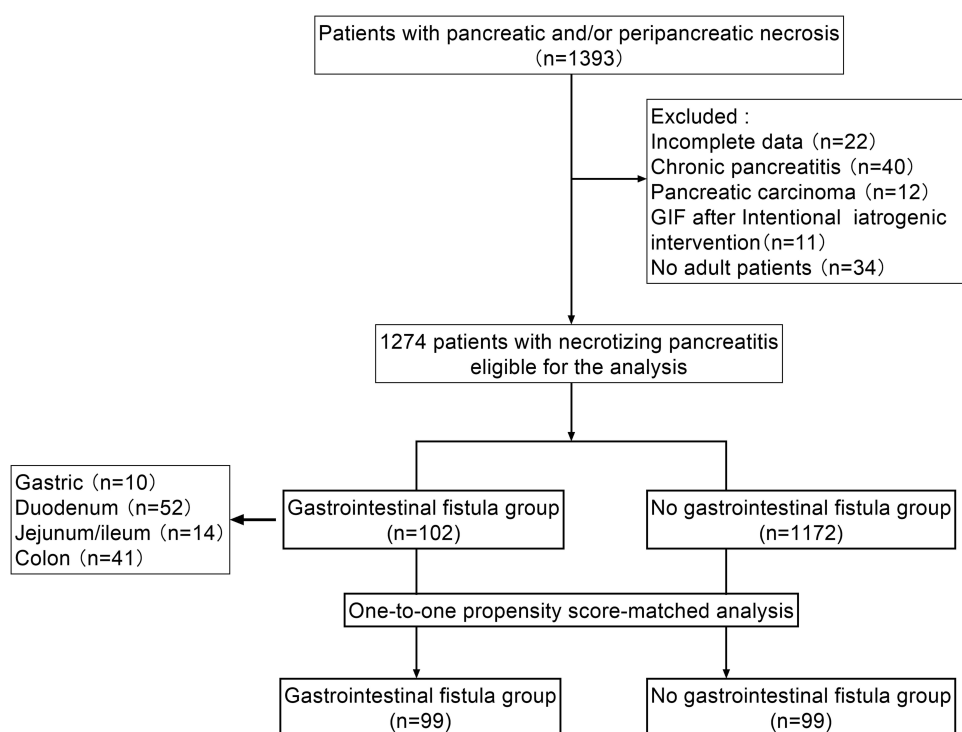 Patients with pancreatic and/or peripancreatic necrosis
（n=1393）
Excluded :
Incomplete data（n=22）
Chronic pancreatitis（n=40）
Pancreatic carcinoma（n=12）
GIF after Intentional iatrogenic
intervention（n=11）
No adult patients（n=34）
1274 patients with necrotizing pancreatitis
eligible for the analysis
Gastric（n=10）
Duodenum（n=52）
Jejunum/ileum（n=14）
Colon（n=41）
Gastrointestinal fistula group
(n=102)
No gastrointestinal fistula group
(n=1172)
One-to-one propensity score-matched analysis
Gastrointestinal fistula group
(n=99)
No gastrointestinal fistula group
(n=99)